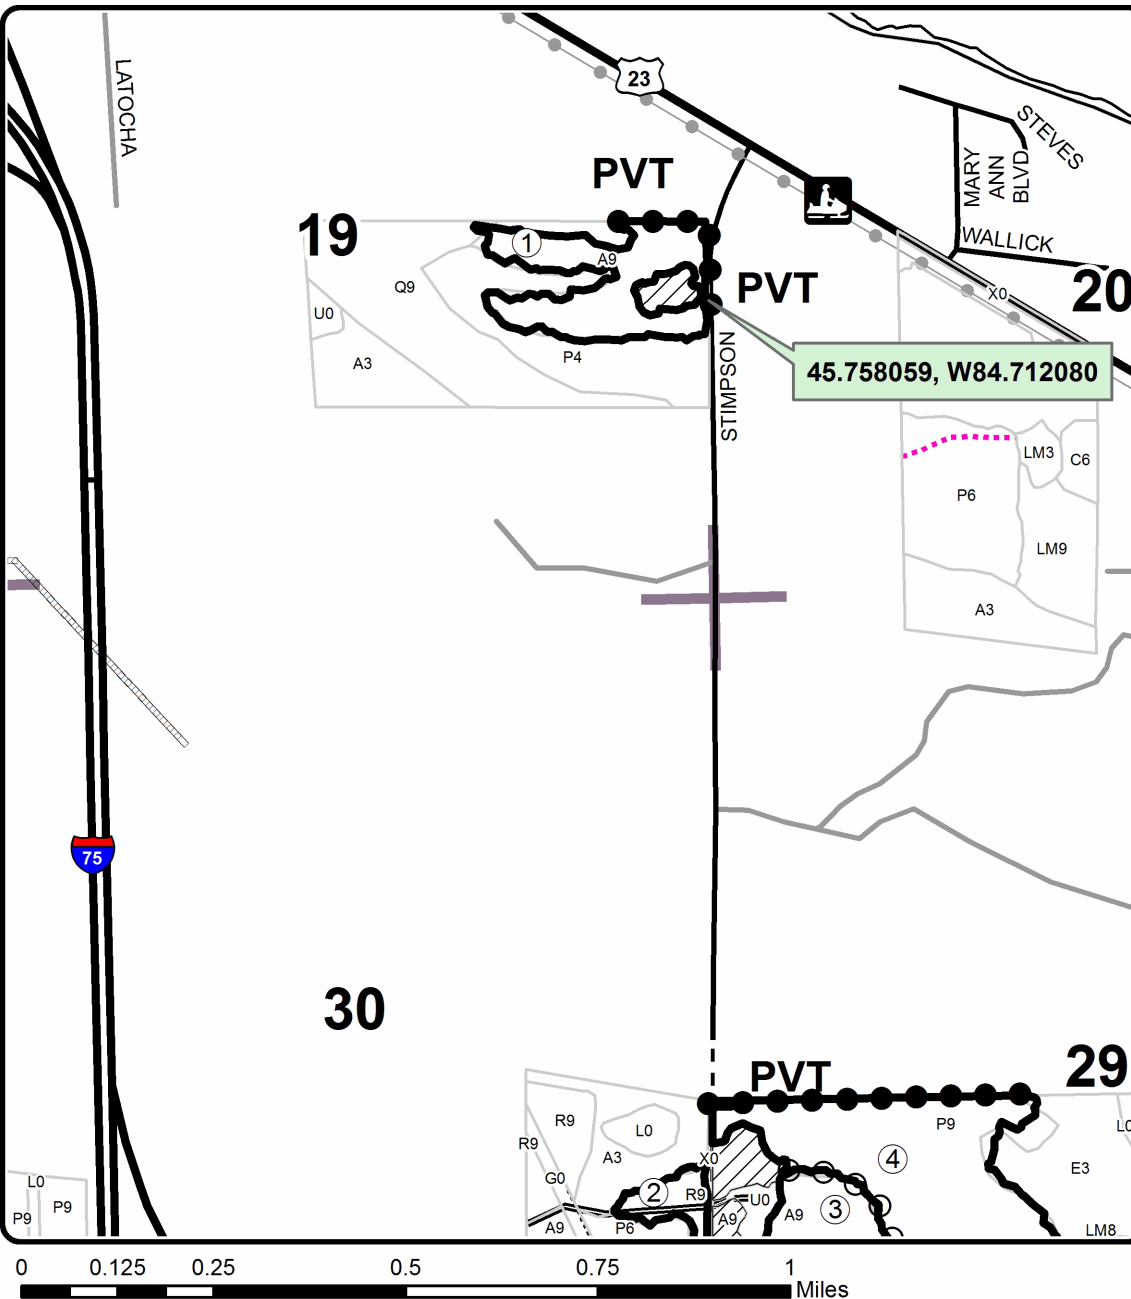 LATOCHA
23
STEVES
MARY
ANN
BLVD
WALLICK
PVT
19
1
A9
Q9
U0
A3
P4
PVT
X0
20
STIMPSON
45.758059, W84.712080
LM3
C6
P6
LM9
A3
75
30
PVT
29
R9
L0
P9
L0
R9
A3
X0
4
E3
G0
2
R9
U0
3
A9
A9
A9
P6
LM8
L0
P9
P9
0 0.125 0.25 0.5 0.75 1
Miles